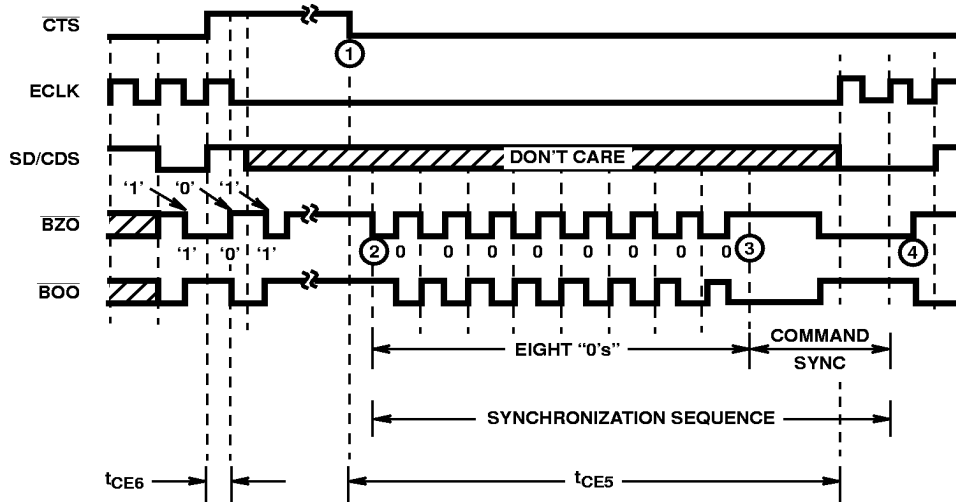 CTS
1
ECLK
SD/CDS
DON'T CARE
'1' '0' '1'
BZO
'1' '0' '1' 2 0 0 0 0 0 0 0 0 3 4
BOO
EIGHT "0's"
COMMAND
SYNC
SYNCHRONIZATION SEQUENCE
tCE6
tCE5